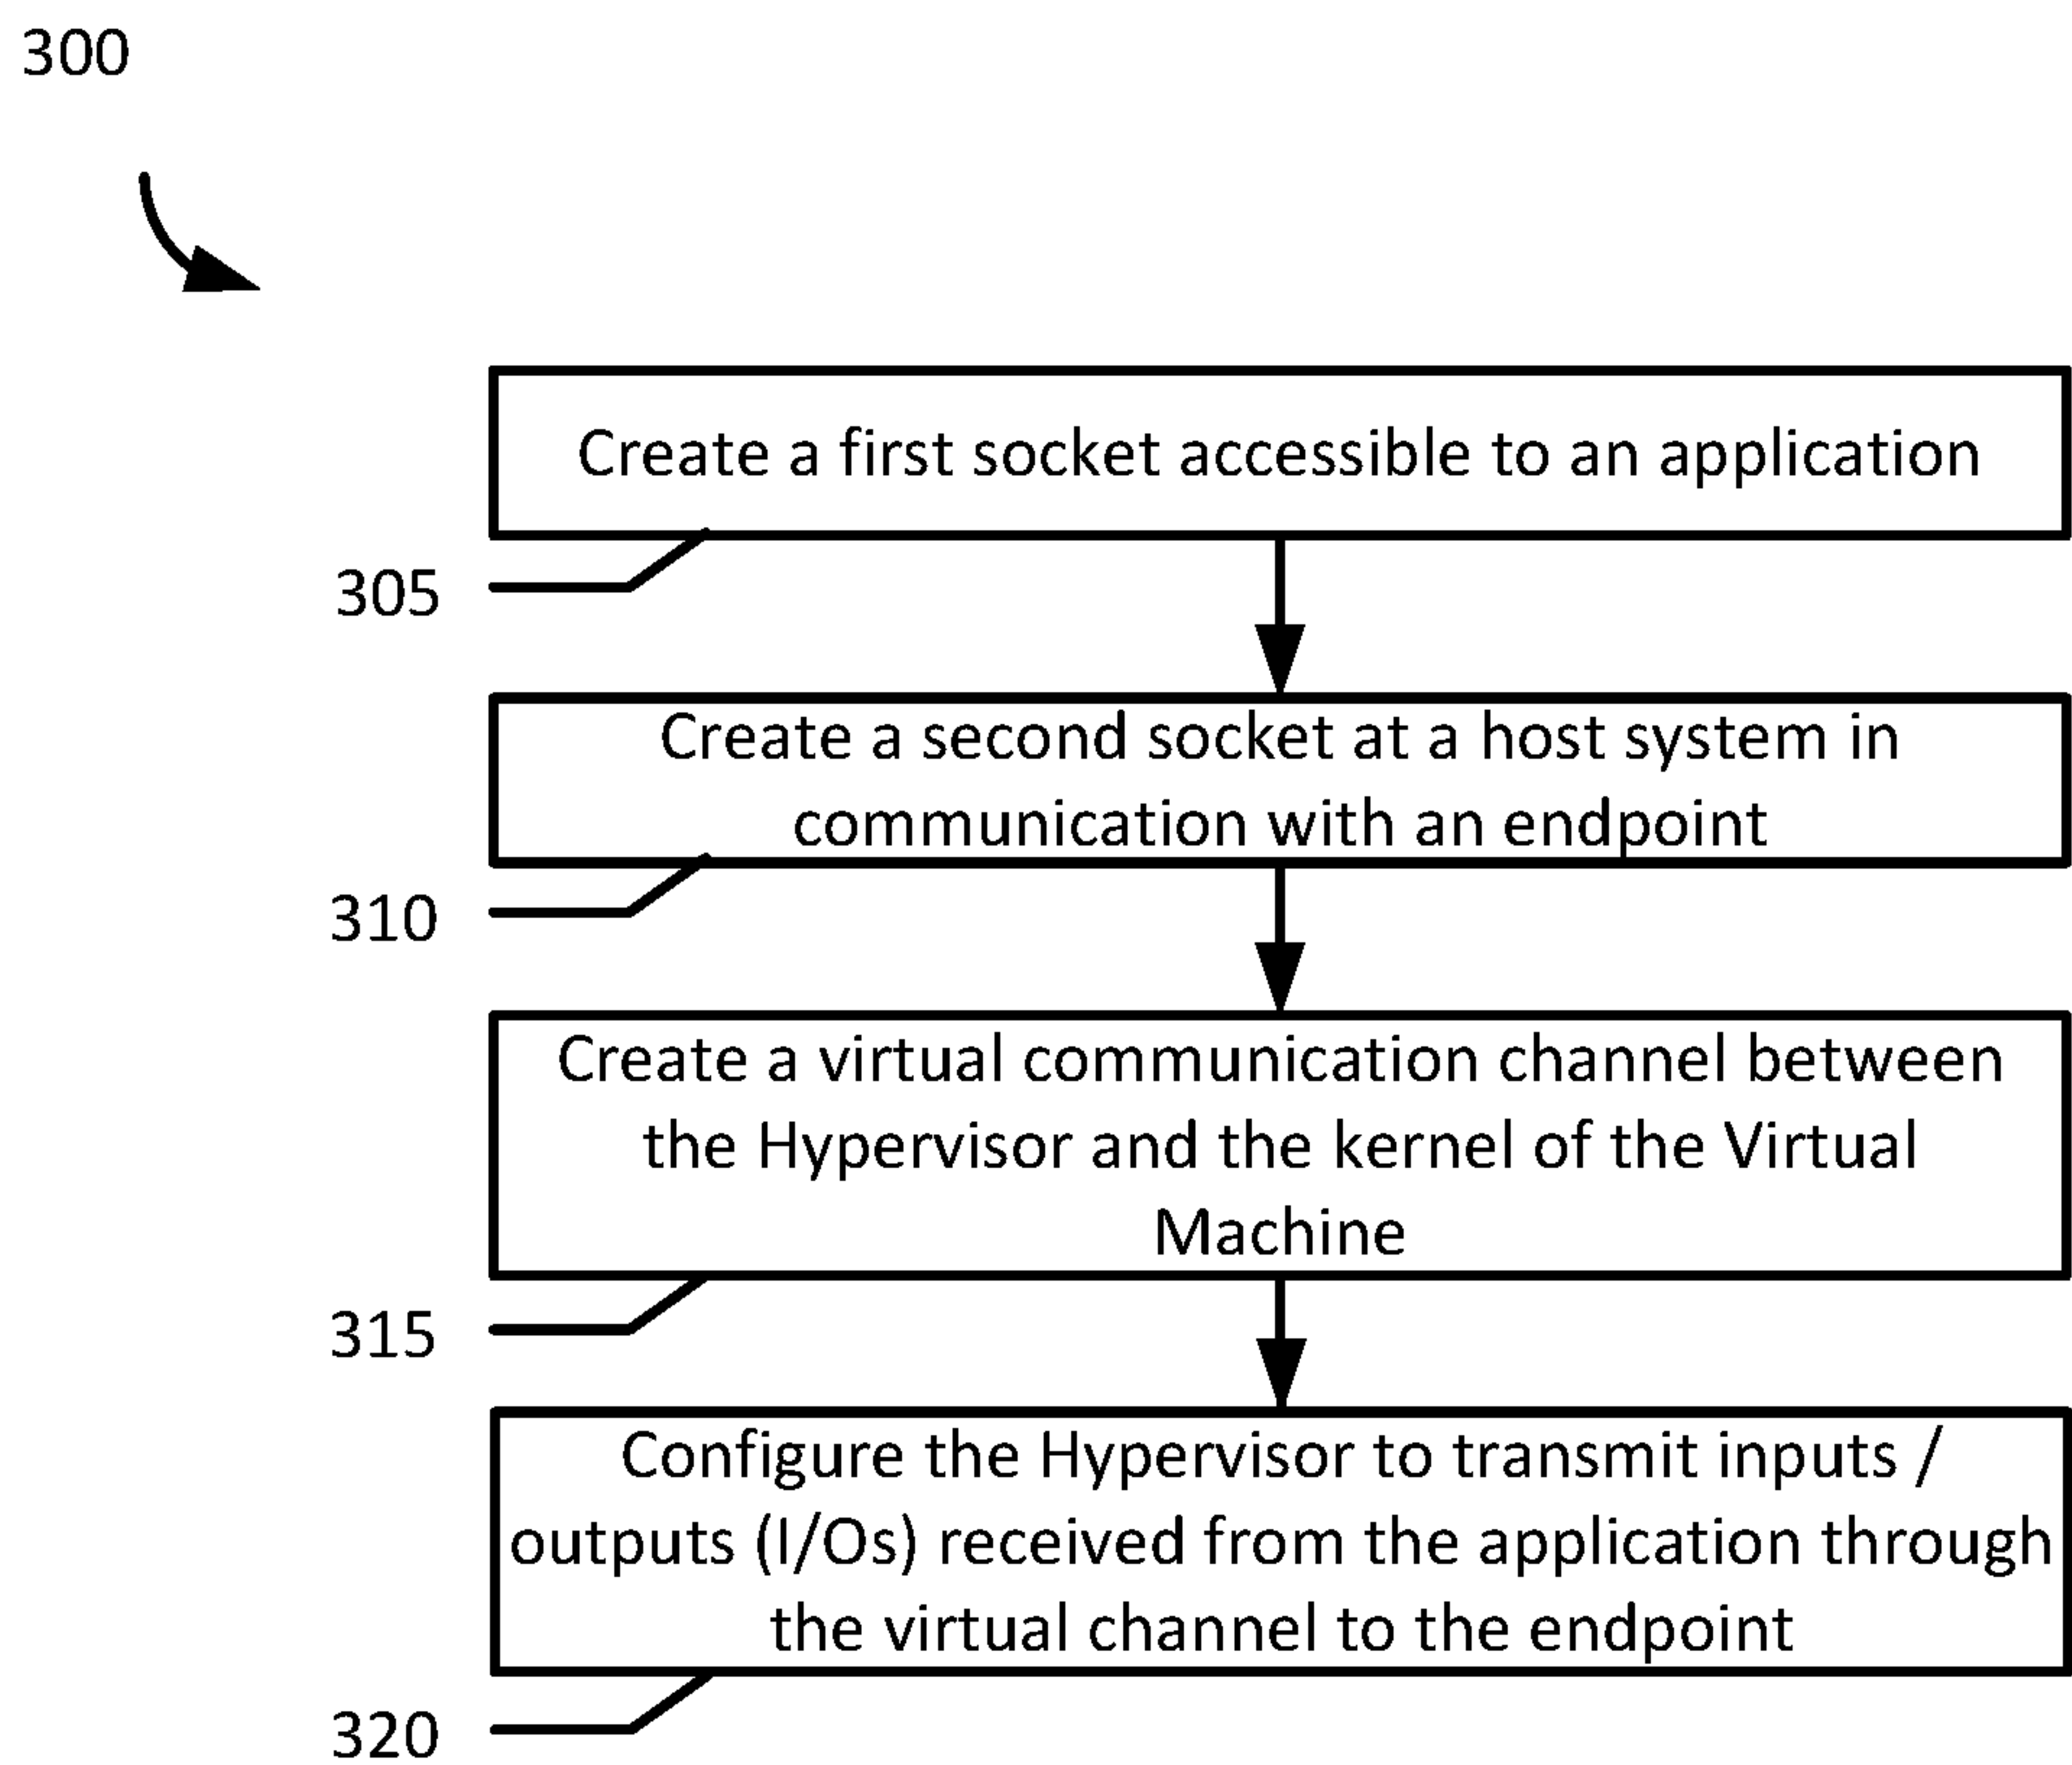 300
Create a first socket accessible to an application
305
Create a second socket at a host system in
communication with an endpoint
310
Create a virtual communication channel between
the Hypervisor and the kernel of the Virtual
Machine
315
Configure the Hypervisor to transmit inputs /
outputs (I/Os) received from the application through
the virtual channel to the endpoint
320